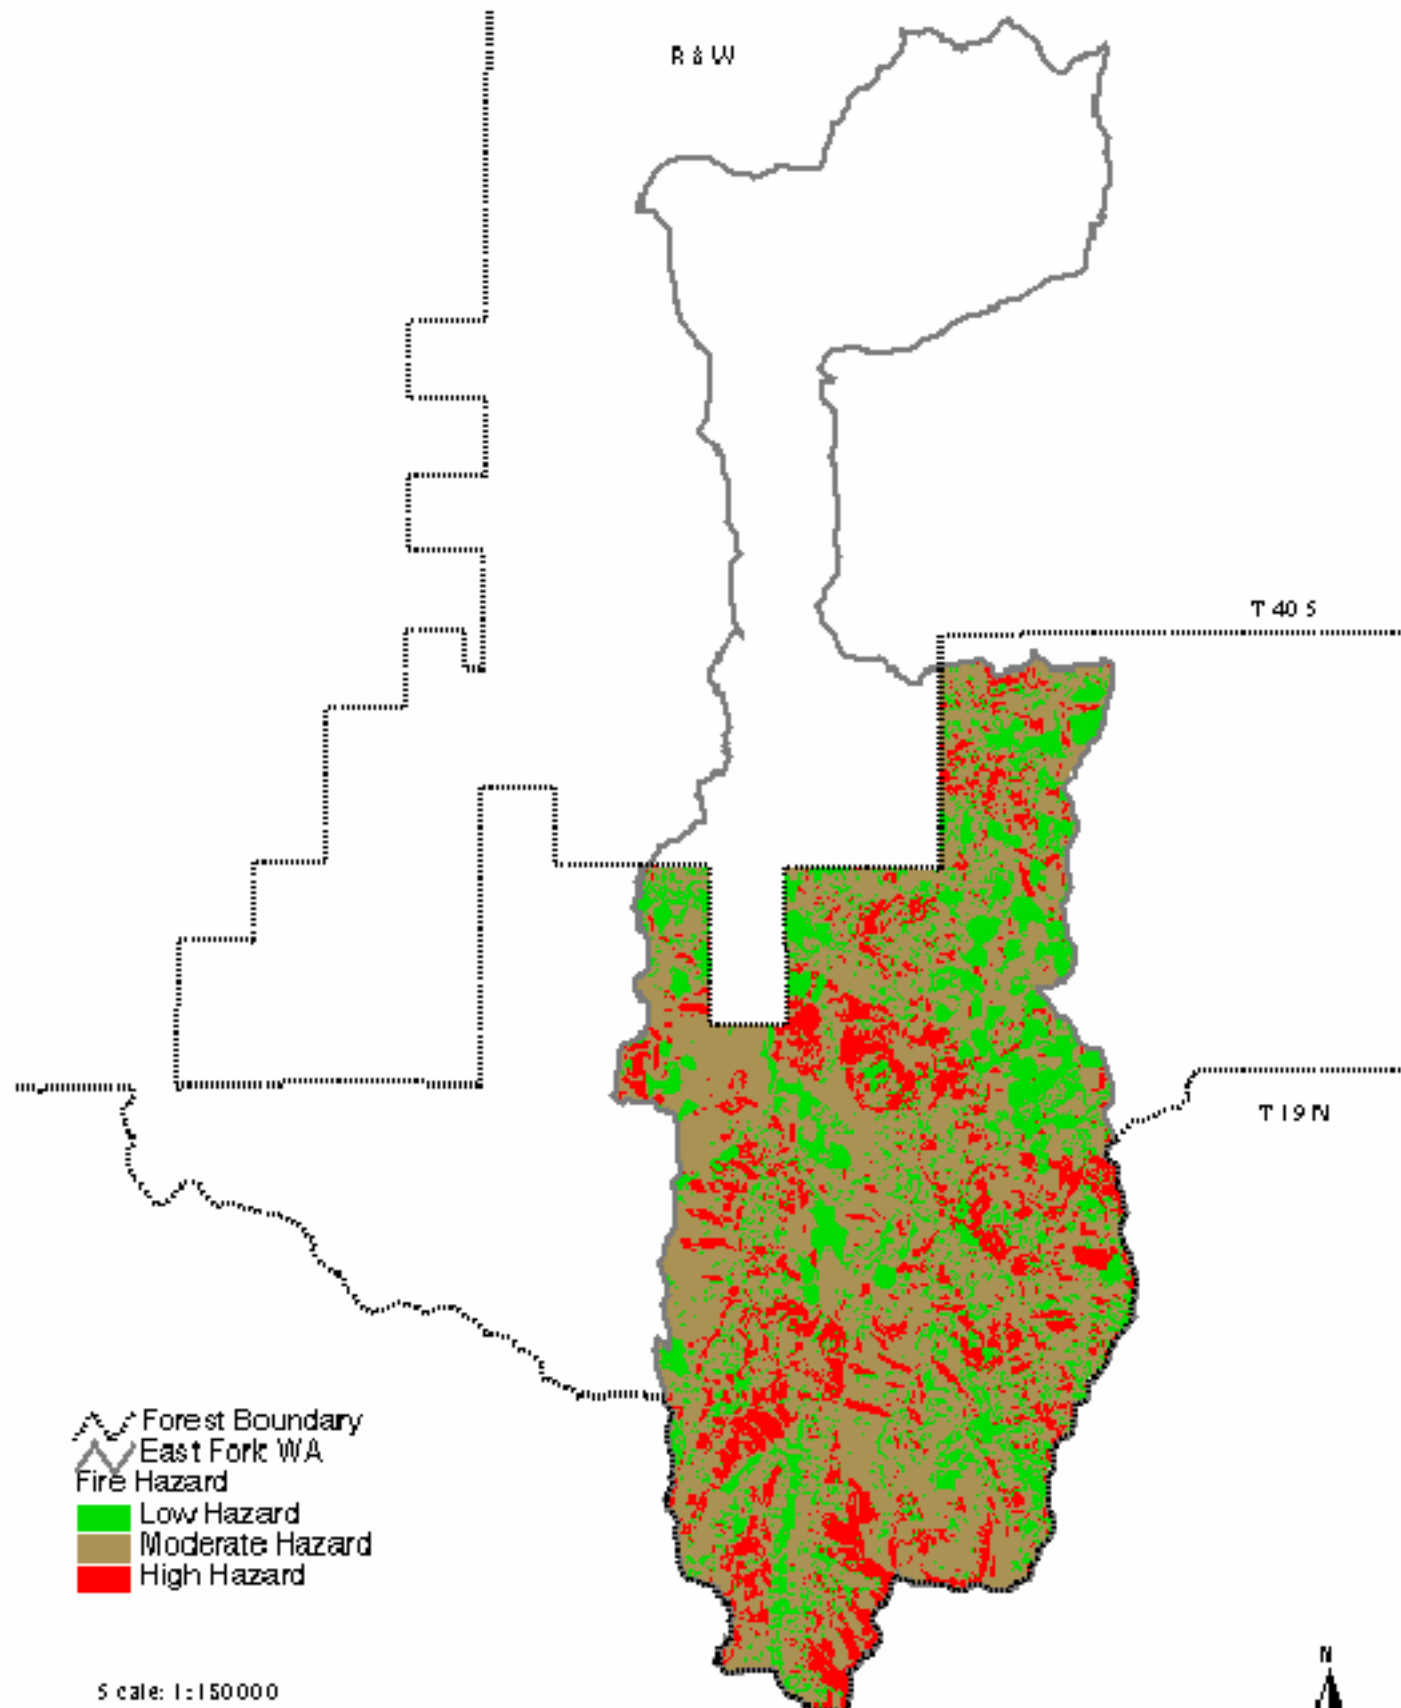 R 8 W
T 40 S
T 19 N
Forest Boundary
East Fork WA
Fire Hazard
Low Hazard
Moderate Hazard
High Hazard
Scale: 1:150000
N